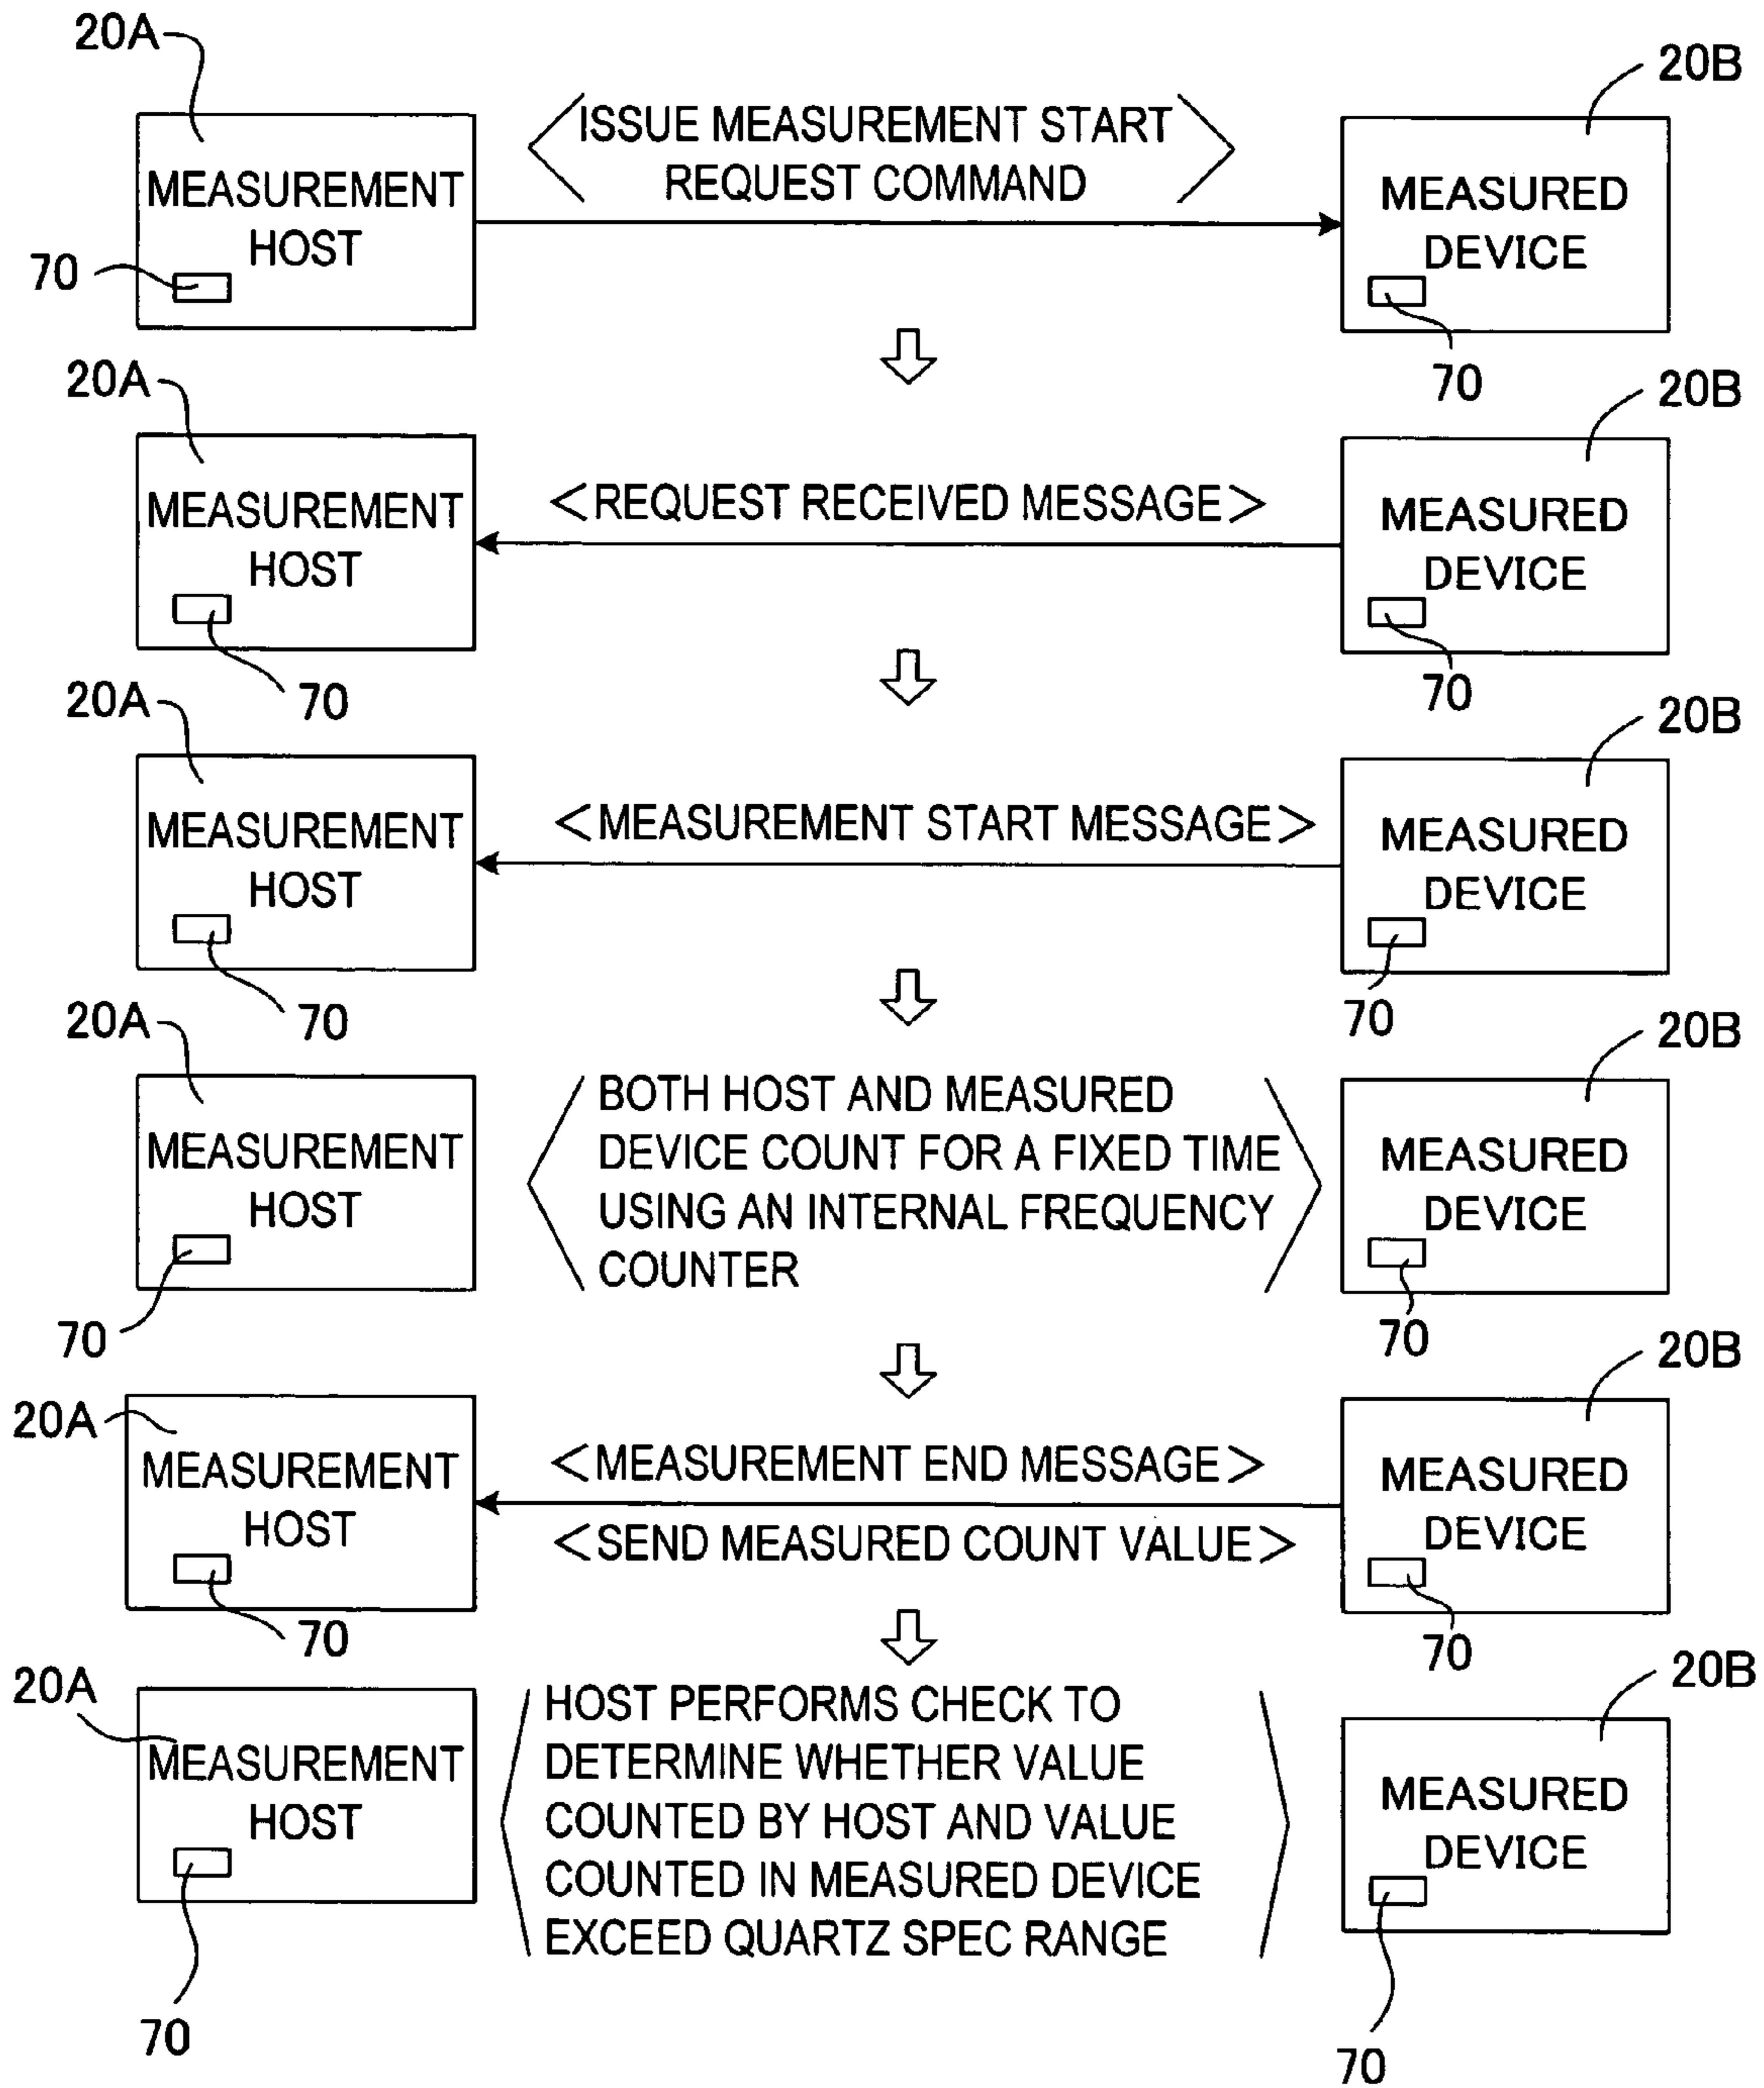 20A
20B
<ISSUE MEASUREMENT START
REQUEST COMMAND>
MEASUREMENT
HOST
MEASURED
DEVICE
70
70
20A
20B
<REQUEST RECEIVED MESSAGE>
MEASUREMENT
HOST
MEASURED
DEVICE
70
70
20A
20B
<MEASUREMENT START MESSAGE>
MEASUREMENT
HOST
MEASURED
DEVICE
70
70
20A
20B
<BOTH HOST AND MEASURED
DEVICE COUNT FOR A FIXED TIME
USING AN INTERNAL FREQUENCY
COUNTER>
MEASUREMENT
HOST
MEASURED
DEVICE
70
70
20A
20B
<MEASUREMENT END MESSAGE>
<SEND MEASURED COUNT VALUE>
MEASUREMENT
HOST
MEASURED
DEVICE
70
70
20A
20B
<HOST PERFORMS CHECK TO
DETERMINE WHETHER VALUE
COUNTED BY HOST AND VALUE
COUNTED IN MEASURED DEVICE
EXCEED QUARTZ SPEC RANGE>
MEASUREMENT
HOST
MEASURED
DEVICE
70
70